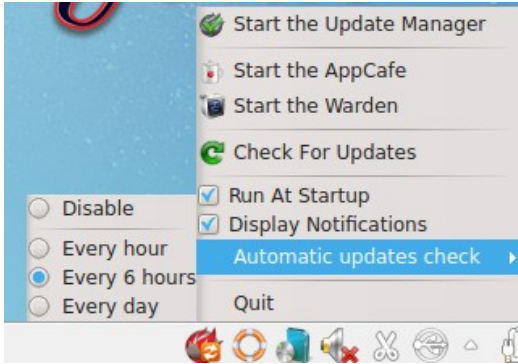 Start the Update Manager
Start the AppCafe
Start the Warden
Check For Updates
Run At Startup
Display Notifications
Automatic updates check
Quit
Disable
Every hour
Every 6 hours
Every day